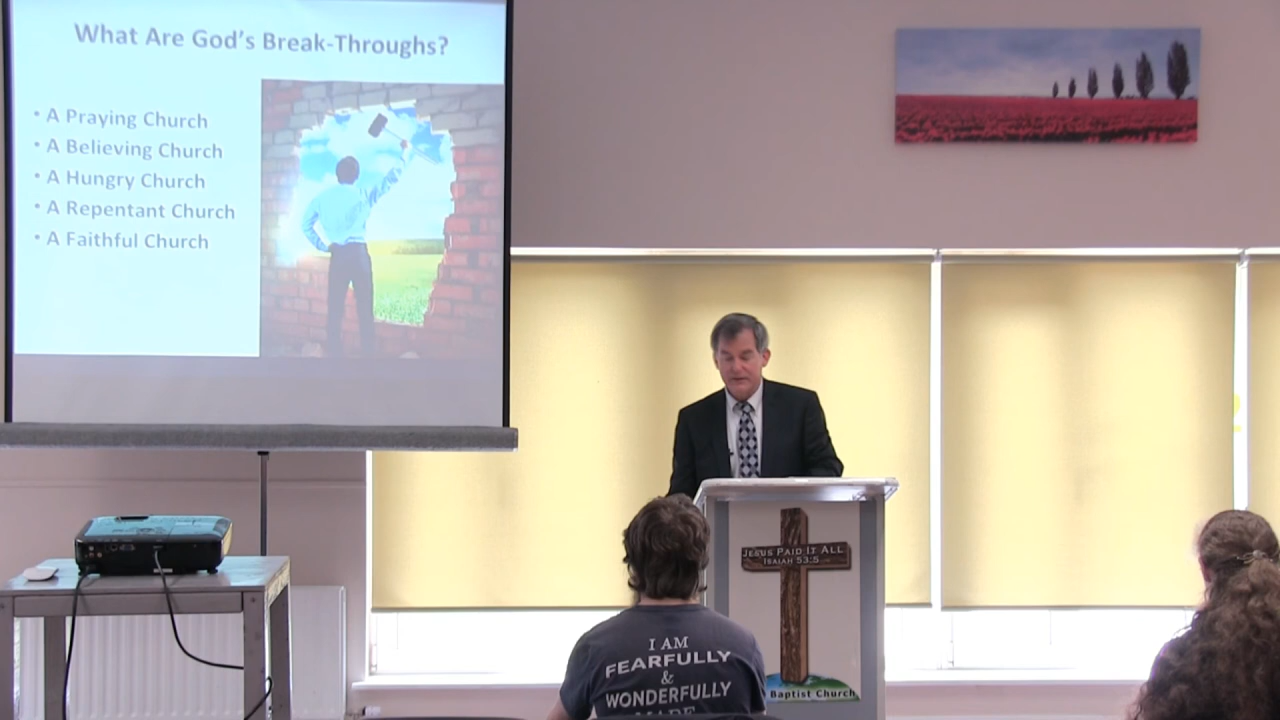 What Are God's Break-Throughs?
• A Praying Church
• A Believing Church
• A Hungry Church
• A Repentant Church
• A Faithful Church
JESUS PAID IT ALL
ISAIAH 53:5
Baptist Church
I AM
FEARFULLY
&
WONDERFULLY
MADE